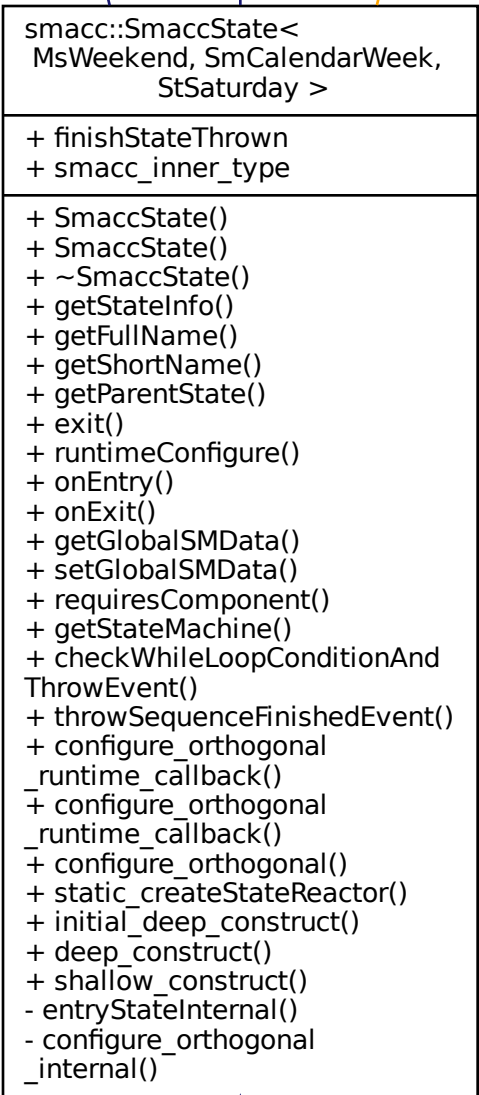 smacc::SmaccState<
MsWeekend, SmCalendarWeek,
StSaturday >
+ finishStateThrown
+ smacc_inner_type
+ SmaccState()
+ SmaccState()
+ ~SmaccState()
+ getStateInfo()
+ getFullName()
+ getShortName()
+ getParentState()
+ exit()
+ runtimeConfigure()
+ onEntry()
+ onExit()
+ getGlobalSMData()
+ setGlobalSMData()
+ requiresComponent()
+ getStateMachine()
+ checkWhileLoopConditionAnd
ThrowEvent()
+ throwSequenceFinishedEvent()
+ configure_orthogonal
_runtime_callback()
+ configure_orthogonal
_runtime_callback()
+ configure_orthogonal()
+ static_createStateReactor()
+ initial_deep_construct()
+ deep_construct()
+ shallow_construct()
- entryStateInternal()
- configure_orthogonal
_internal()